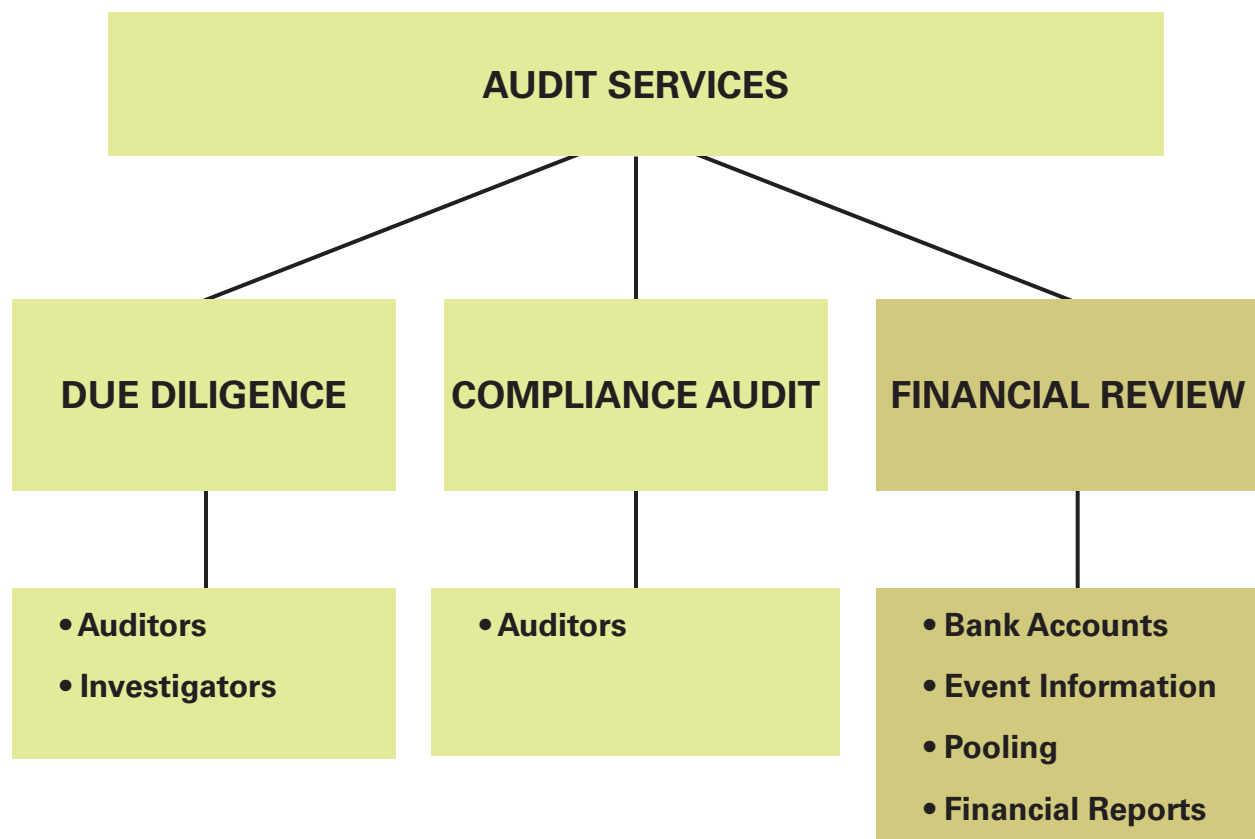 AUDIT SERVICES
DUE DILIGENCE
COMPLIANCE AUDIT
FINANCIAL REVIEW
• Auditors
• Investigators
• Auditors
• Bank Accounts
• Event Information
• Pooling
• Financial Reports